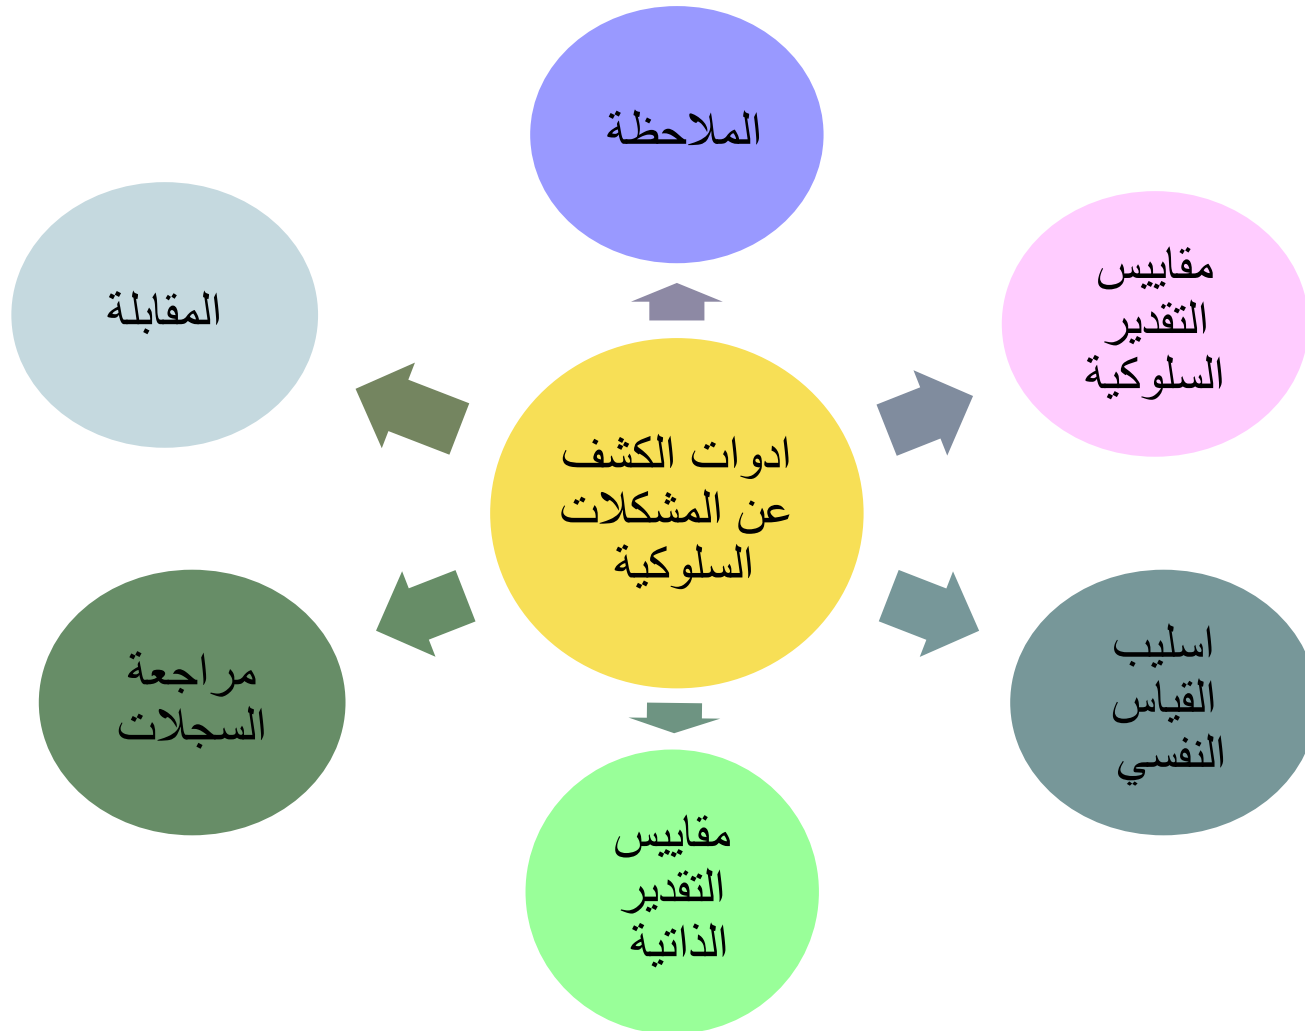 الملاحظة
مقاييس
التقدير
السلوكية
المقابلة
ادوات الكشف
عن المشكلات
السلوكية
اسليب
القياس
النفسي
مراجعة
السجلات
مقاييس
التقدير
الذاتية